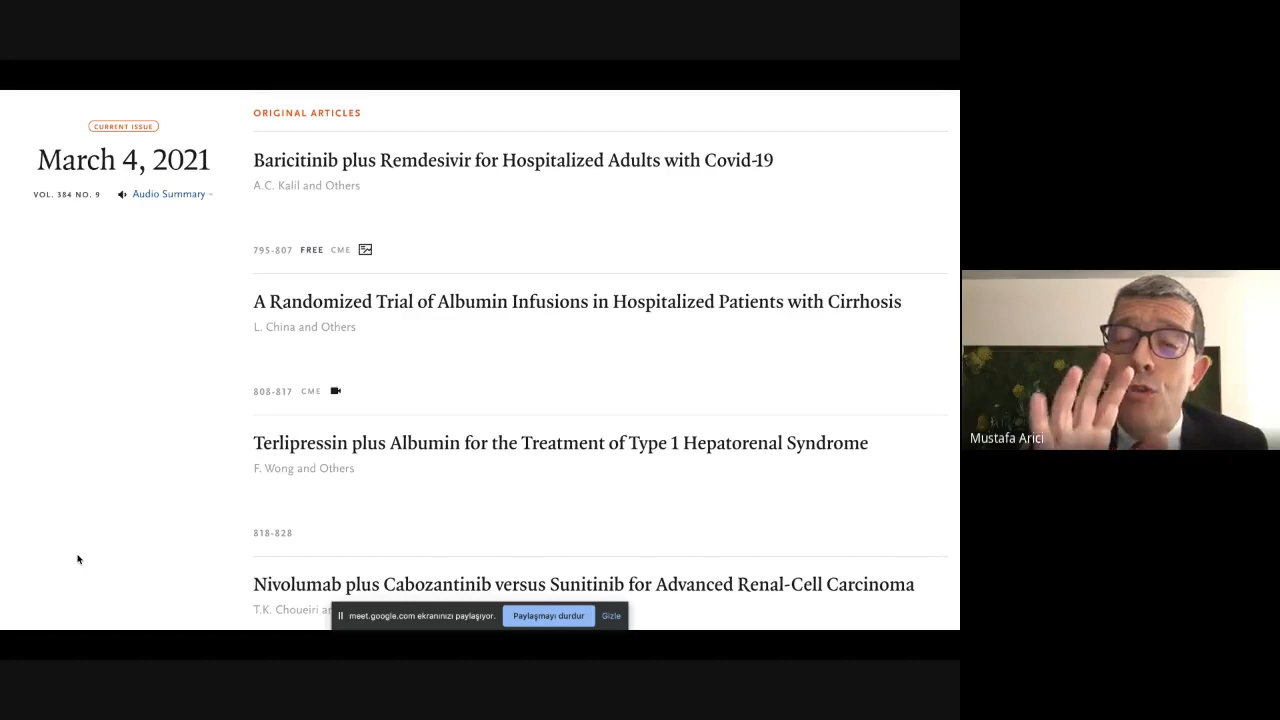 CURRENT ISSUE
March 4, 2021
VOL. 384 NO. 9 Audio Summary
ORIGINAL ARTICLES
Baricitinib plus Remdesivir for Hospitalized Adults with Covid-19
A.C. Kalil and Others
795-807 FREE CME
A Randomized Trial of Albumin Infusions in Hospitalized Patients with Cirrhosis
L. China and Others
808-817 CME
Terlipressin plus Albumin for the Treatment of Type 1 Hepatorenal Syndrome
F. Wong and Others
818-828
Nivolumab plus Cabozantinib versus Sunitinib for Advanced Renal-Cell Carcinoma
T.K. Choueiri
meet.google.com ekranınızı paylaşıyor. Paylaşmayı durdur Gizle
Mustafa Arici